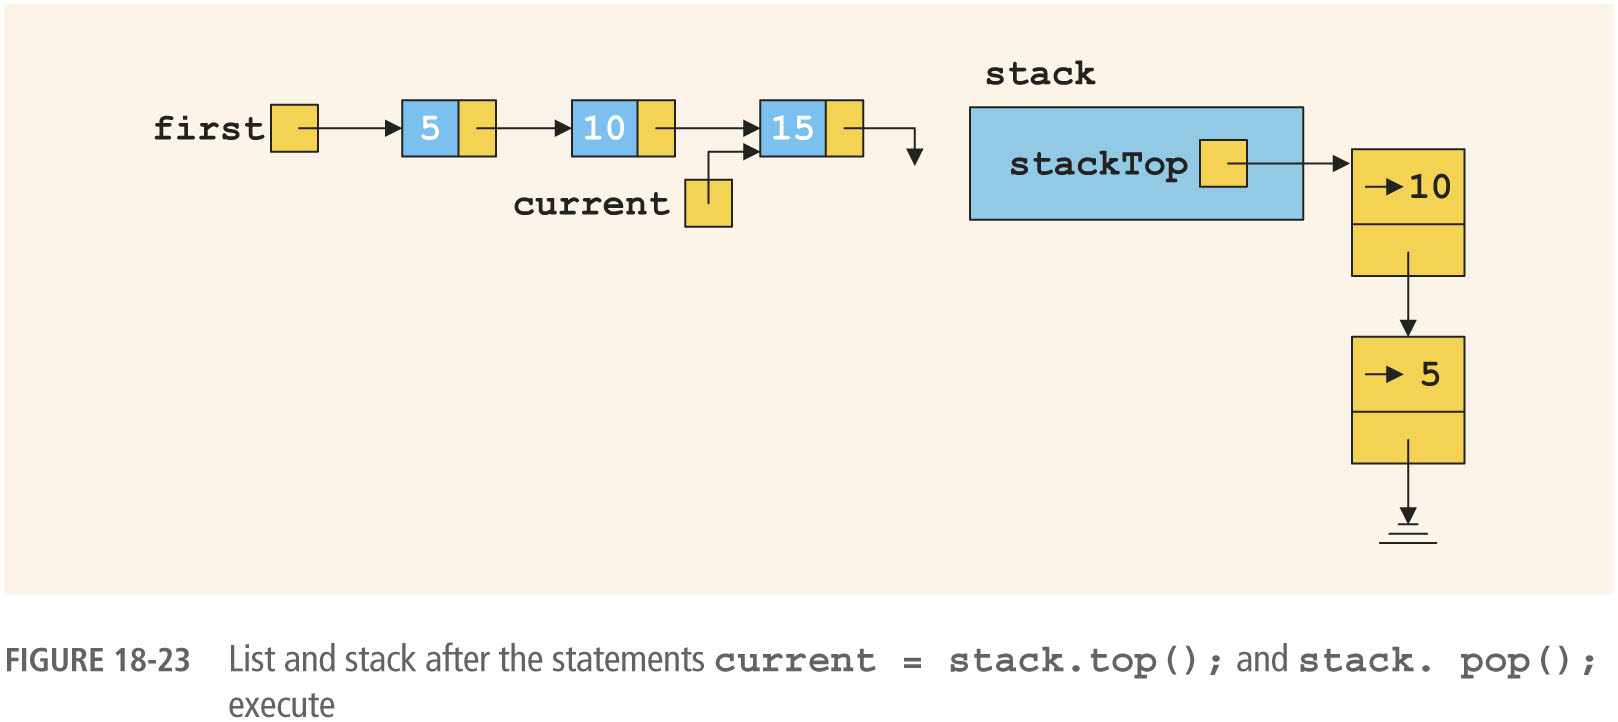 stack
first 5 10 15
stackTop
10
current
5
FIGURE 18-23 List and stack after the statements current = stack.top(); and stack. pop();
execute